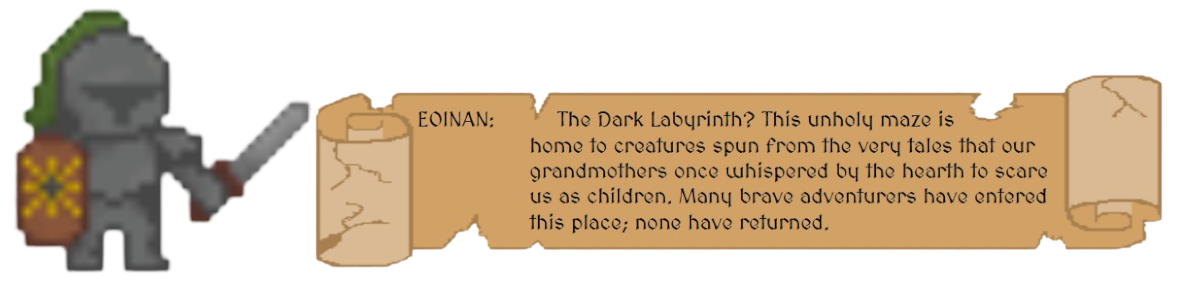 EOINAN: The Dark Labyrinth? This unholy maze is
home to creatures spun from the very tales that our
grandmothers once whispered by the hearth to scare
us as children. Many brave adventurers have entered
this place; none have returned.